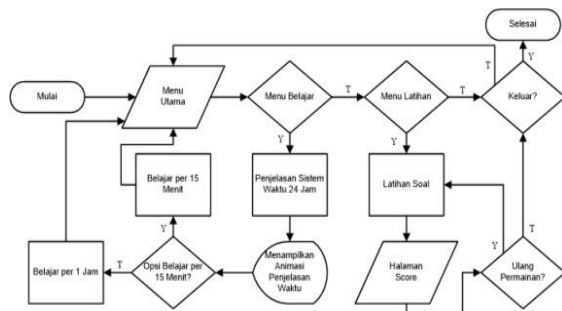 Selesai
T
Y
Mulai
Menu
Utama
Menu Belajar
T
Menu Latihan
T
Keluar?
Y
Y
Belajar per 15
Menit
Penjelasan Sistem
Waktu 24 Jam
Latihan Soal
Y
Y
T
Belajar per 1 Jam
T
Opsi Belajar per
15 Menit?
Menampilkan
Animasi
Penjelasan
Waktu
Halaman
Score
Ulang
Permainan?